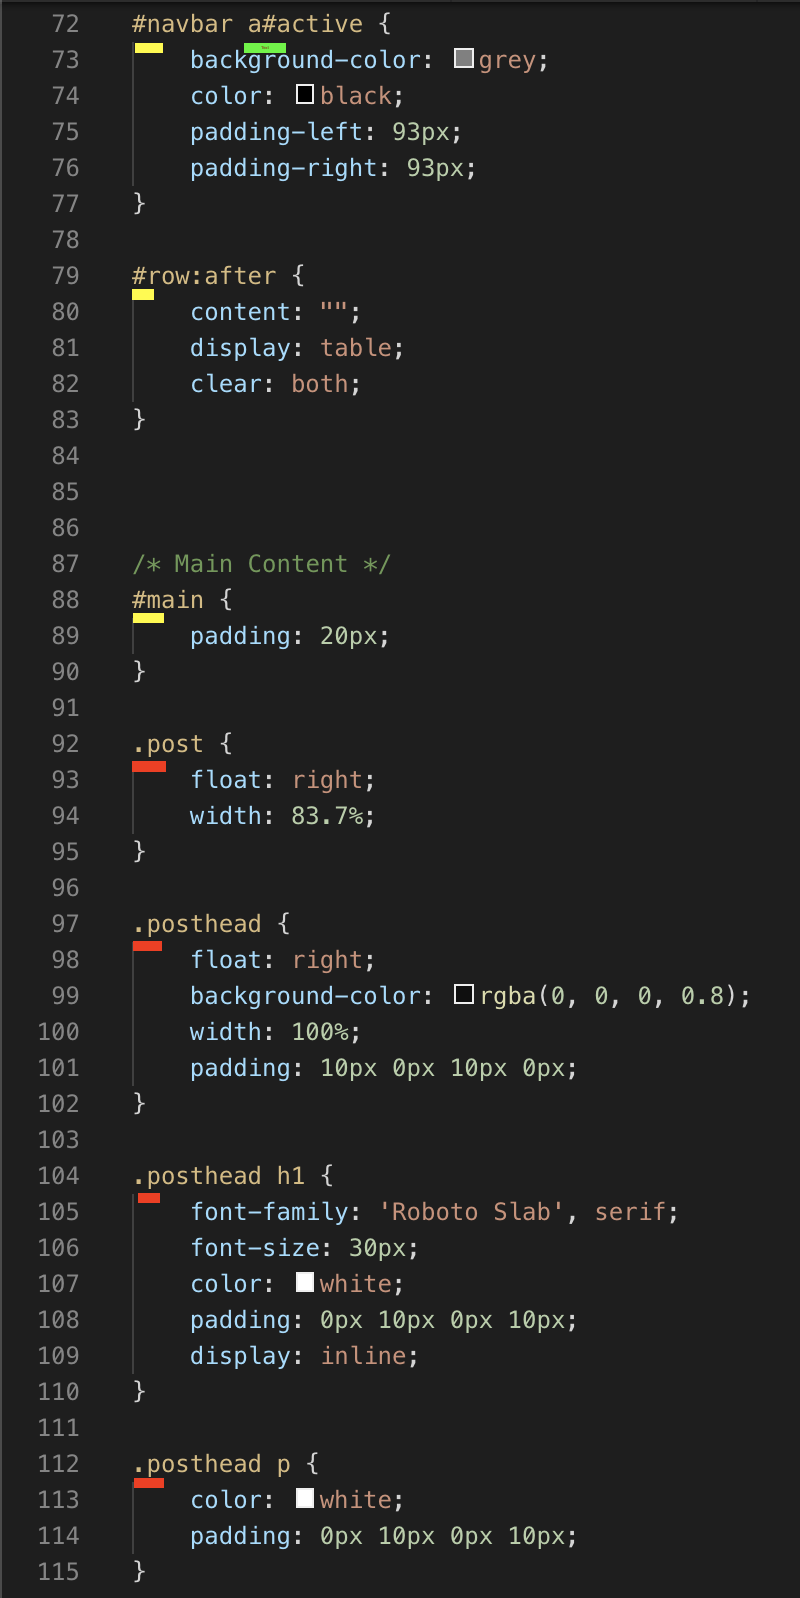 72 #navbar a#active {
73 background-color: grey;
74 color: black;
75 padding-left: 93px;
76 padding-right: 93px;
77 }
78
79 #row:after {
80 content: "";
81 display: table;
82 clear: both;
83 }
84
85
86
87 /* Main Content */
88 #main {
89 padding: 20px;
90 }
91
92 .post {
93 float: right;
94 width: 83.7%;
95 }
96
97 .posthead {
98 float: right;
99 background-color: rgba(0, 0, 0, 0.8);
100 width: 100%;
101 padding: 10px 0px 10px 0px;
102 }
103
104 .posthead h1 {
105 font-family: 'Roboto Slab', serif;
106 font-size: 30px;
107 color: white;
108 padding: 0px 10px 0px 10px;
109 display: inline;
110 }
111
112 .posthead p {
113 color: white;
114 padding: 0px 10px 0px 10px;
115 }